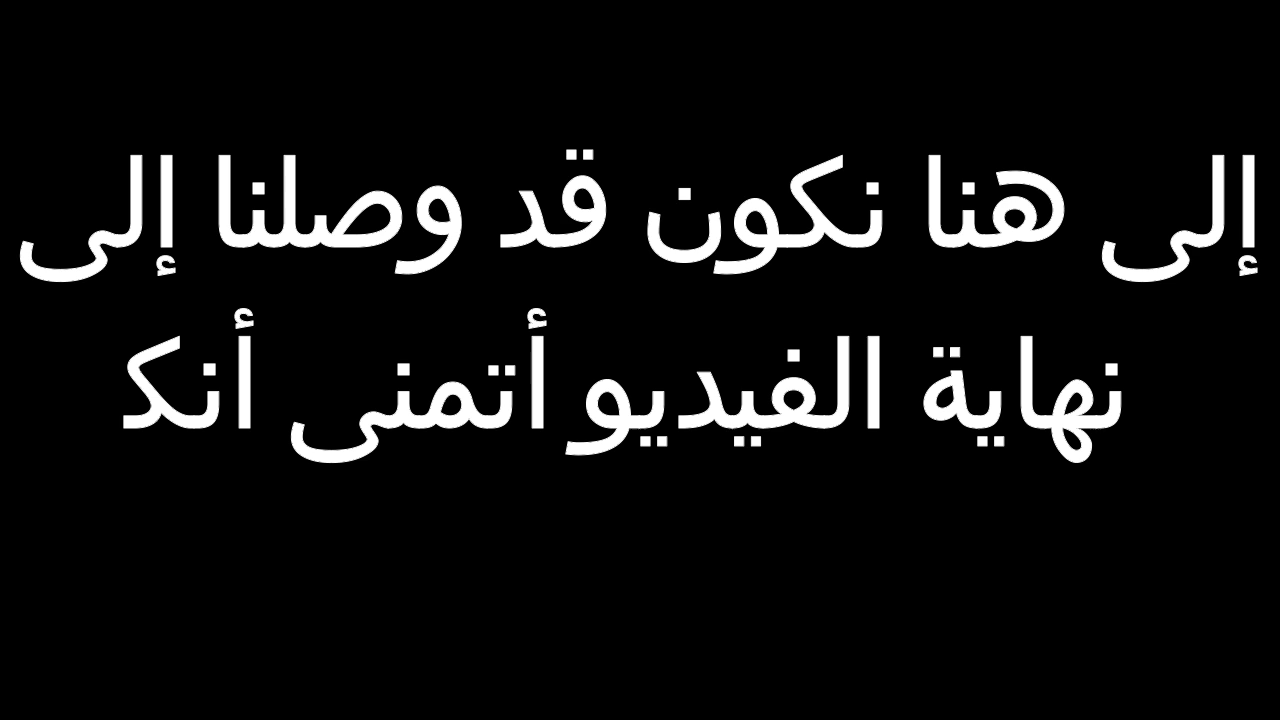 إلى هنا نكون قد وصلنا إلى
نهاية الفيديو أتمنى أنك